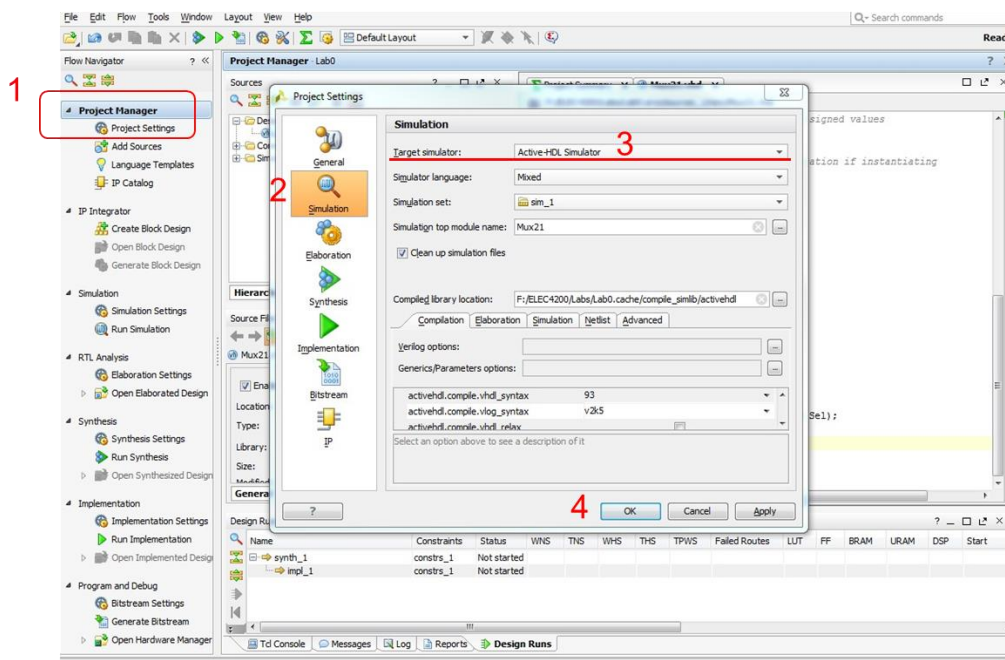 File Edit Flow Tools Window Layout View Help
Search commands
Default Layout
Read
Flow Navigator
Project Manager - Lab0
1
Project Manager
Project Settings
Add Sources
Language Templates
IP Catalog
IP Integrator
Create Block Design
Open Block Design
Generate Block Design
Simulation
Simulation Settings
Run Simulation
RTL Analysis
Elaboration Settings
Open Elaborated Design
Synthesis
Synthesis Settings
Run Synthesis
Open Synthesized Design
Implementation
Implementation Settings
Run Implementation
Open Implemented Desig
Program and Debug
Bitstream Settings
Generate Bitstream
Open Hardware Manager
Sources
Hierarc
Source Fil
Mux21
Ena
Location
Type:
Library:
Size:
Genera
Project Settings
General
2
Simulation
Elaboration
Synthesis
Implementation
Bitstream
IP
Simulation
Target simulator: Active-HDL Simulator
3
Simulator language: Mixed
Simulation set: sim_1
Simulation top module name: Mux21
Clean up simulation files
Compiled library location: F:/ELEC4200/Labs/Lab0.cache/compile_simlib/activehdl
Compilation Elaboration Simulation Netlist Advanced
Verilog options:
Generics/Parameters options:
activehdl.compile.vhdl_syntax 93
activehdl.compile.vlog_syntax v2k5
activehdl.compile.vhdl_relax
Select an option above to see a description of it
?
4
OK Cancel Apply
signed values
ation if instantiating
Sel);
Design Ru
Name Constraints Status WNS TNS WHS THS TPWS Failed Routes LUT FF BRAM URAM DSP Start
synth_1 constrs_1 Not started
impl_1 constrs_1 Not started
Tcl Console Messages Log Reports Design Runs